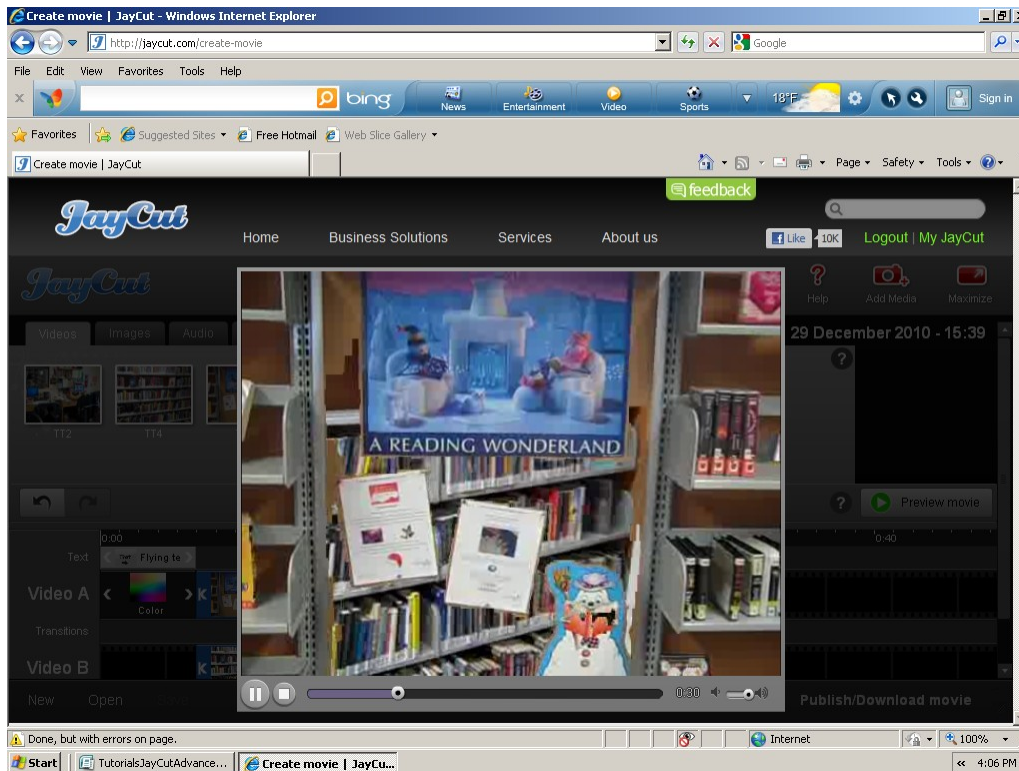 Create movie | JayCut - Windows Internet Explorer
http://jaycut.com/create-movie
Google
File Edit View Favorites Tools Help
bing News Entertainment Video Sports 18°F Sign in
Favorites Suggested Sites Free Hotmail Web Slice Gallery
Create movie | JayCut
Page Safety Tools
feedback
JayCut
Home Business Solutions Services About us
Like 10K Logout | My JayCut
JayCut
Help Add Media Maximize
Videos Images Audio
29 December 2010 - 15:39
TT2 TT4
A READING WONDERLAND
Preview movie
0:00 0:40
Text Flying te
Video A
Color
Transitions
Video B
0:30
New Open Save Publish/Download movie
Done, but with errors on page. Internet 100%
Start TutorialsJayCutAdvance... Create movie | JayCu... 4:06 PM